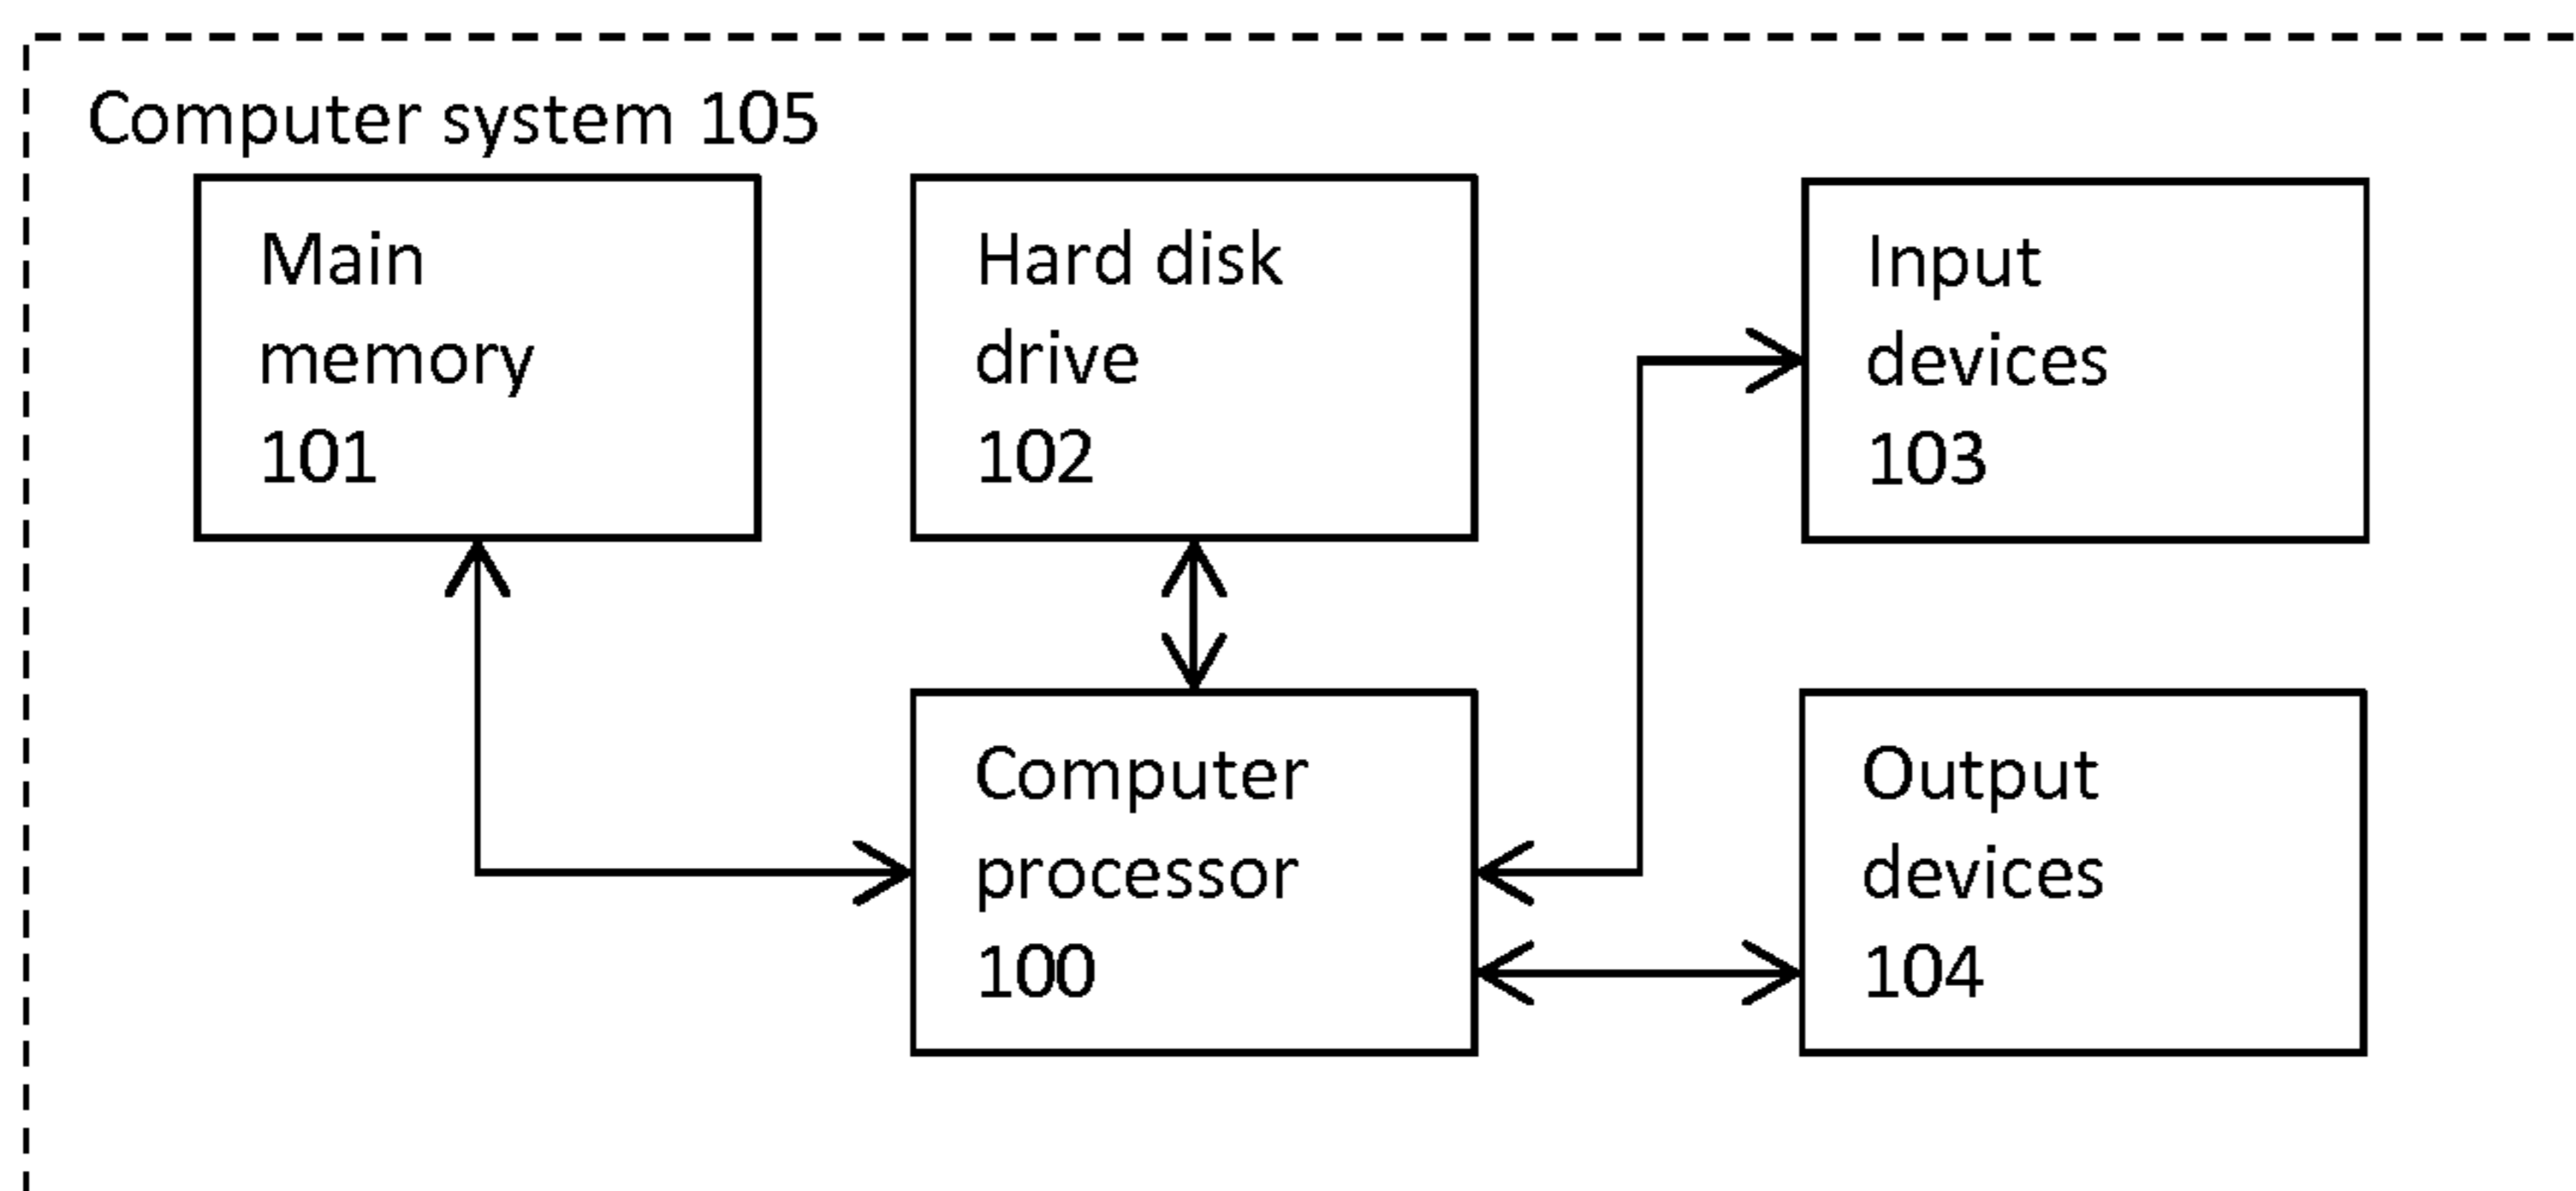 Computer system 105
Main
memory
101
Hard disk
drive
102
Input
devices
103
Computer
processor
100
Output
devices
104